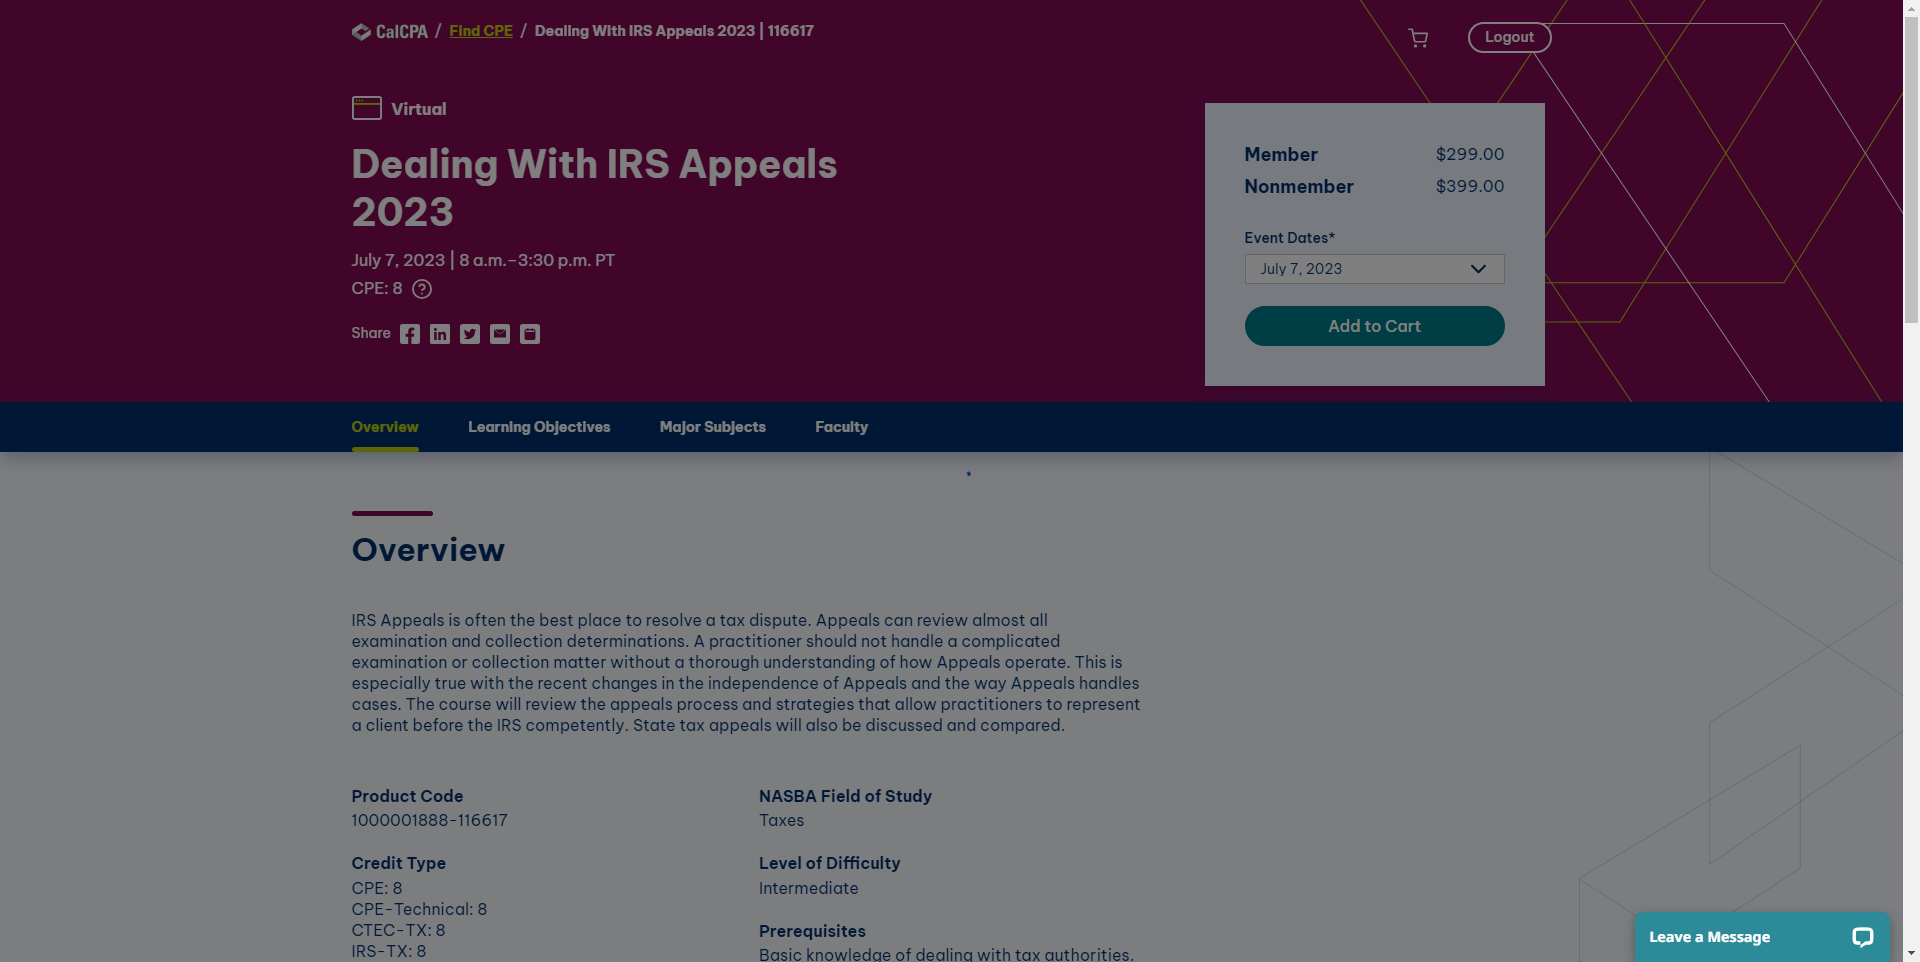 CalCPA / Find CPE / Dealing With IRS Appeals 2023 | 116617
Logout
Virtual
Dealing With IRS Appeals
2023
July 7, 2023 | 8 a.m.–3:30 p.m. PT
CPE: 8 ?
Share
Member $299.00
Nonmember $399.00
Event Dates*
July 7, 2023
Add to Cart
Overview Learning Objectives Major Subjects Faculty
Overview
IRS Appeals is often the best place to resolve a tax dispute. Appeals can review almost all
examination and collection determinations. A practitioner should not handle a complicated
examination or collection matter without a thorough understanding of how Appeals operate. This is
especially true with the recent changes in the independence of Appeals and the way Appeals handles
cases. The course will review the appeals process and strategies that allow practitioners to represent
a client before the IRS competently. State tax appeals will also be discussed and compared.
Product Code
1000001888-116617
Credit Type
CPE: 8
CPE-Technical: 8
CTEC-TX: 8
IRS-TX: 8
NASBA Field of Study
Taxes
Level of Difficulty
Intermediate
Prerequisites
Basic knowledge of dealing with tax authorities.
Leave a Message